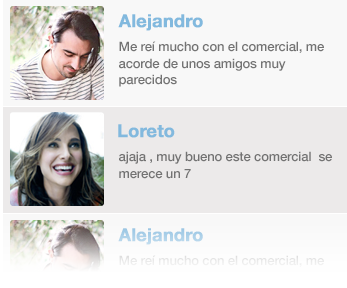 Alejandro
Me reí mucho con el comercial, me
acorde de unos amigos muy
parecidos
Loreto
ajaja , muy bueno este comercial  se
merece un 7
Alejandro
Me reí mucho con el comercial, me